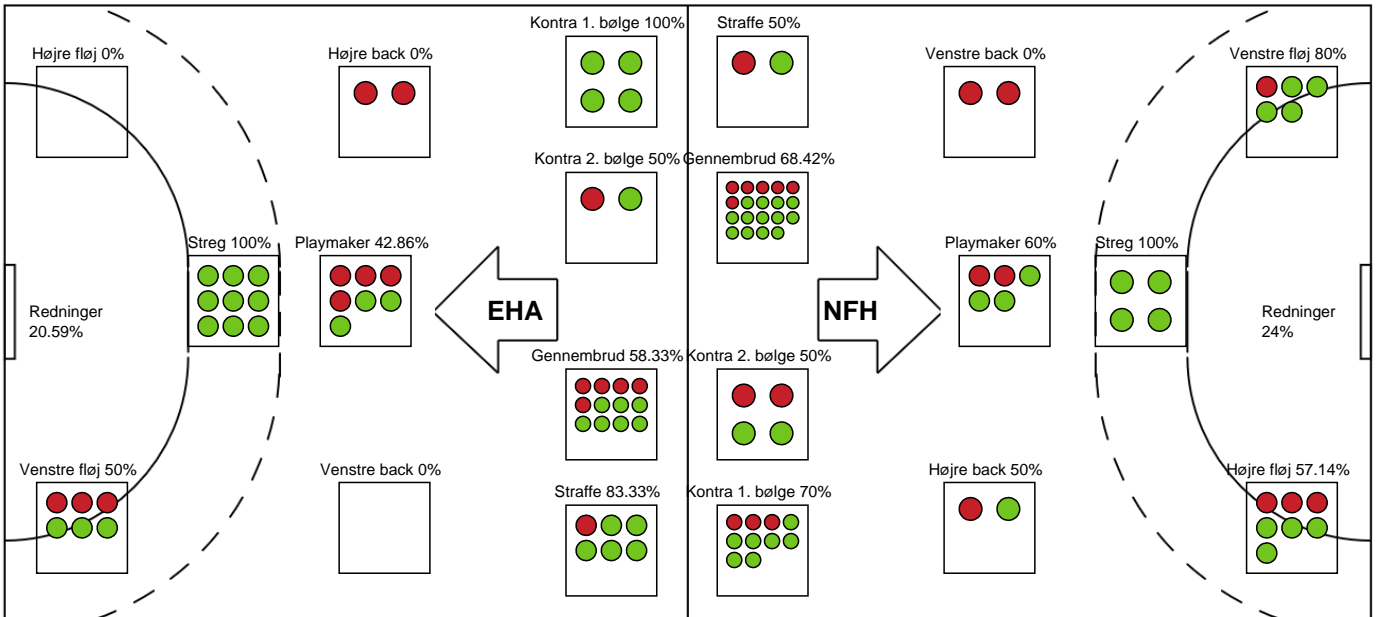 Kontra 1. bølge 100%
Straffe 50%
Højre fløj 0%
Højre back 0%
Venstre back 0%
Venstre fløj 80%
Kontra 2. bølge 50%
Gennembrud 68.42%
Streg 100%
Playmaker 42.86%
Playmaker 60%
Streg 100%
Redninger
20.59%
EHA
NFH
Redninger
24%
Gennembrud 58.33%
Kontra 2. bølge 50%
Venstre fløj 50%
Venstre back 0%
Højre back 50%
Højre fløj 57.14%
Straffe 83.33%
Kontra 1. bølge 70%